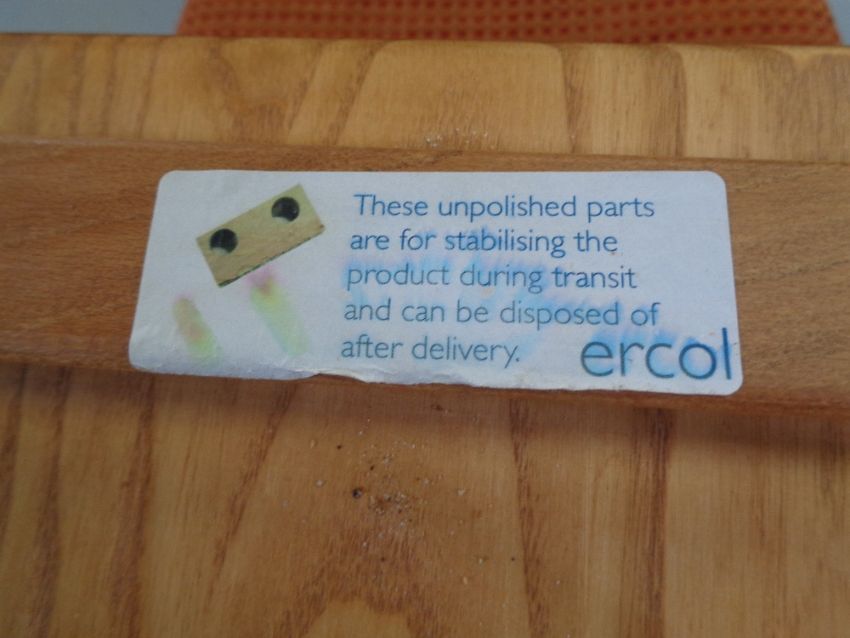 These unpolished parts
are for stabilising the
product during transit
and can be disposed of
after delivery.
ercol